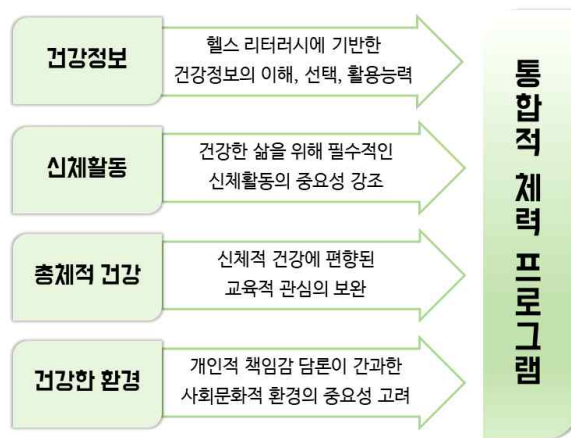 건강정보
헬스 리터러시에 기반한
건강정보의 이해, 선택, 활용능력
신체활동
건강한 삶을 위해 필수적인
신체활동의 중요성 강조
총체적 건강
신체적 건강에 편향된
교육적 관심의 보완
건강한 환경
개인적 책임감 담론이 간과한
사회문화적 환경의 중요성 고려
통합적 체력 프로그램